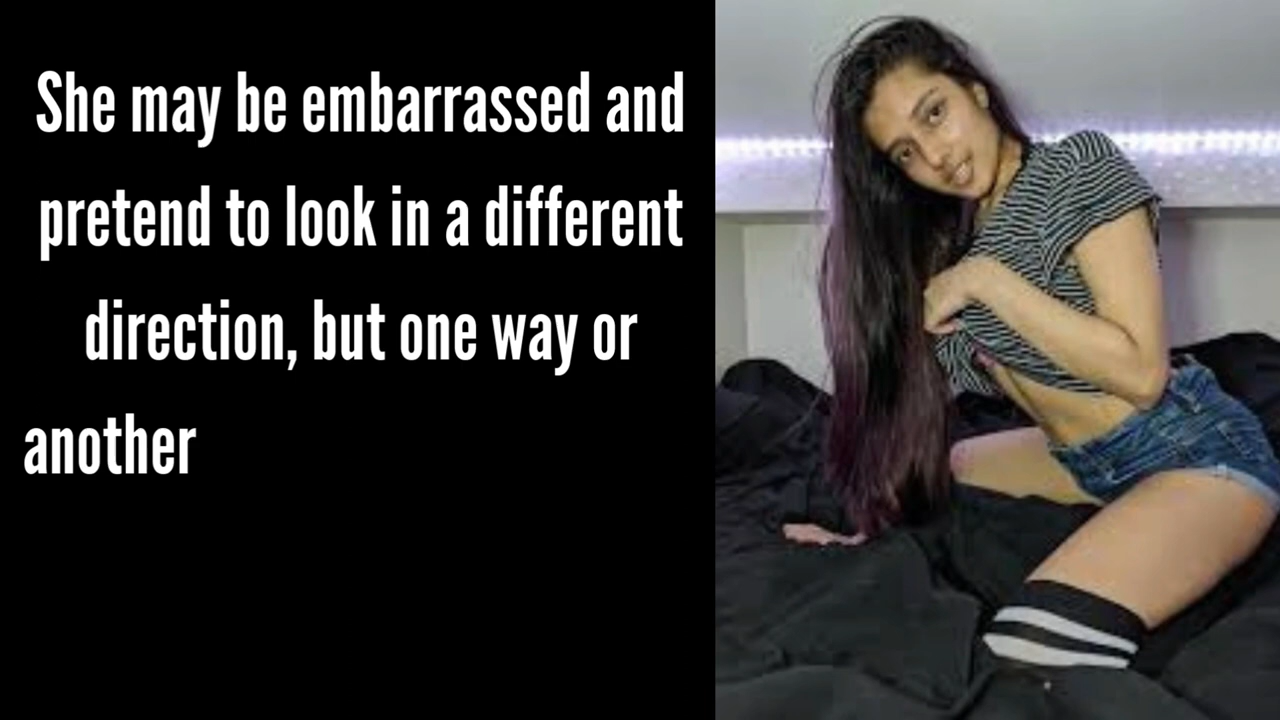 She may be embarrassed and
pretend to look in a different
direction, but one way or
another